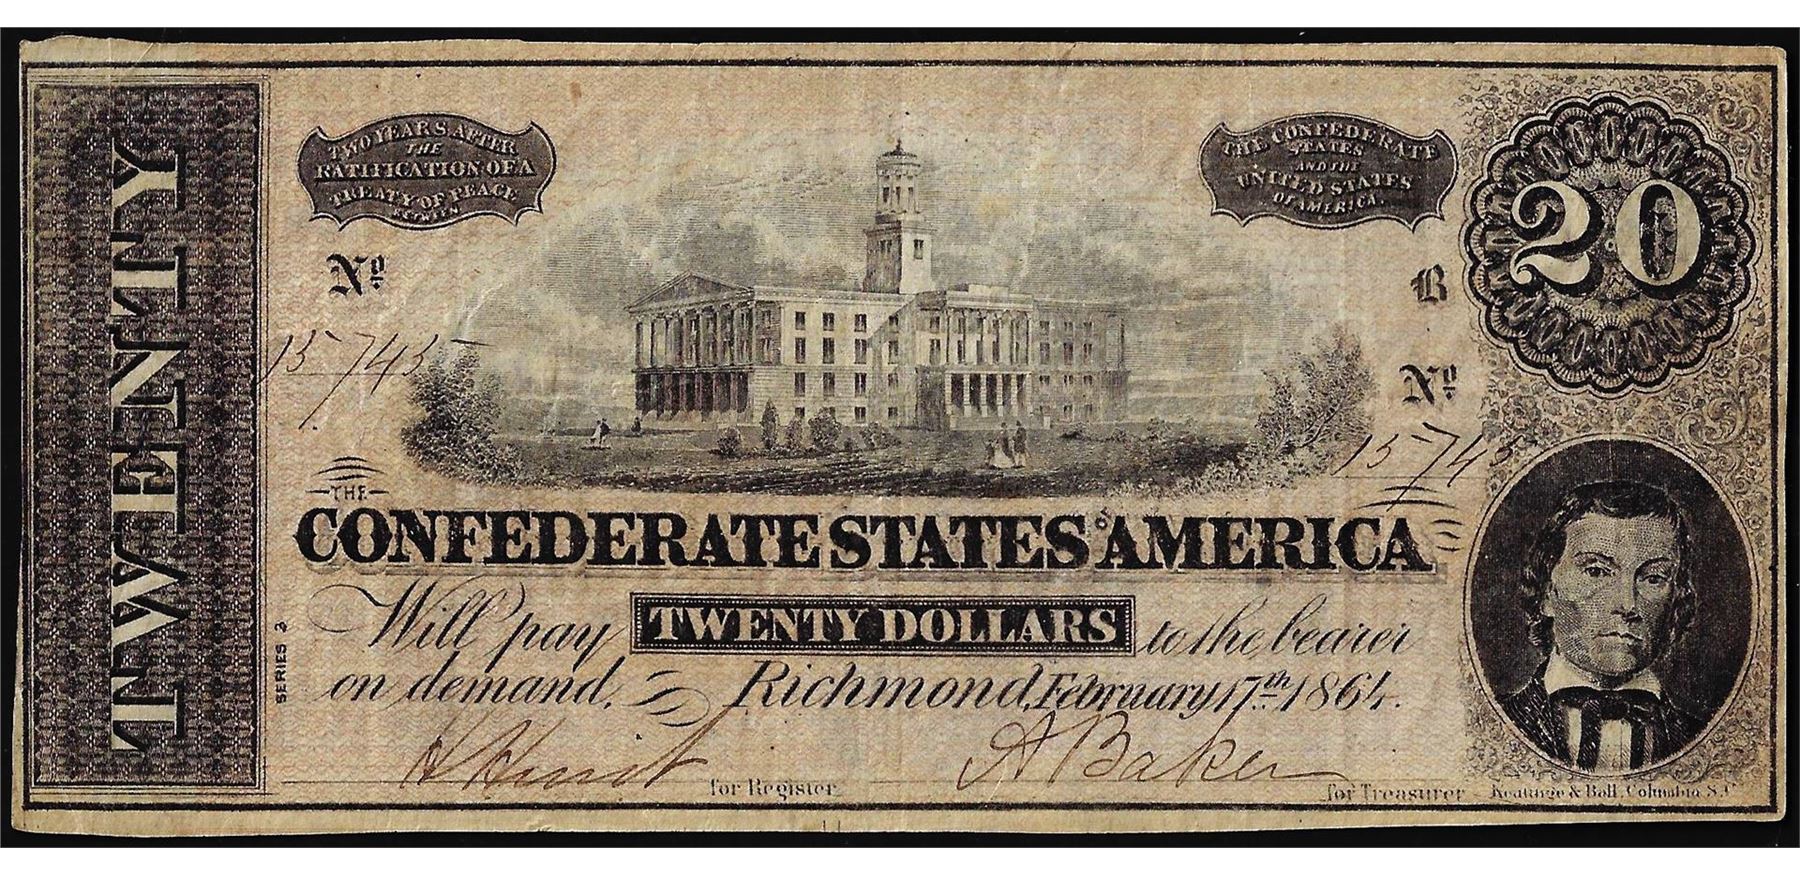 TWENTY
TWO YEARS AFTER
THE
RATIFICATION OF A
TREATY OF PEACE
BETWEEN
THE CONFEDERATE
STATES
AND THE
UNITED STATES
OF AMERICA.
20
No
B
15745
No
15745
THE
CONFEDERATE STATES OF AMERICA
Will pay TWENTY DOLLARS to the bearer
on demand. Richmond, February 17th 1864.
SERIES 3
A Baker
for Register
for Treasurer
Keatinge & Ball, Columbia S.C